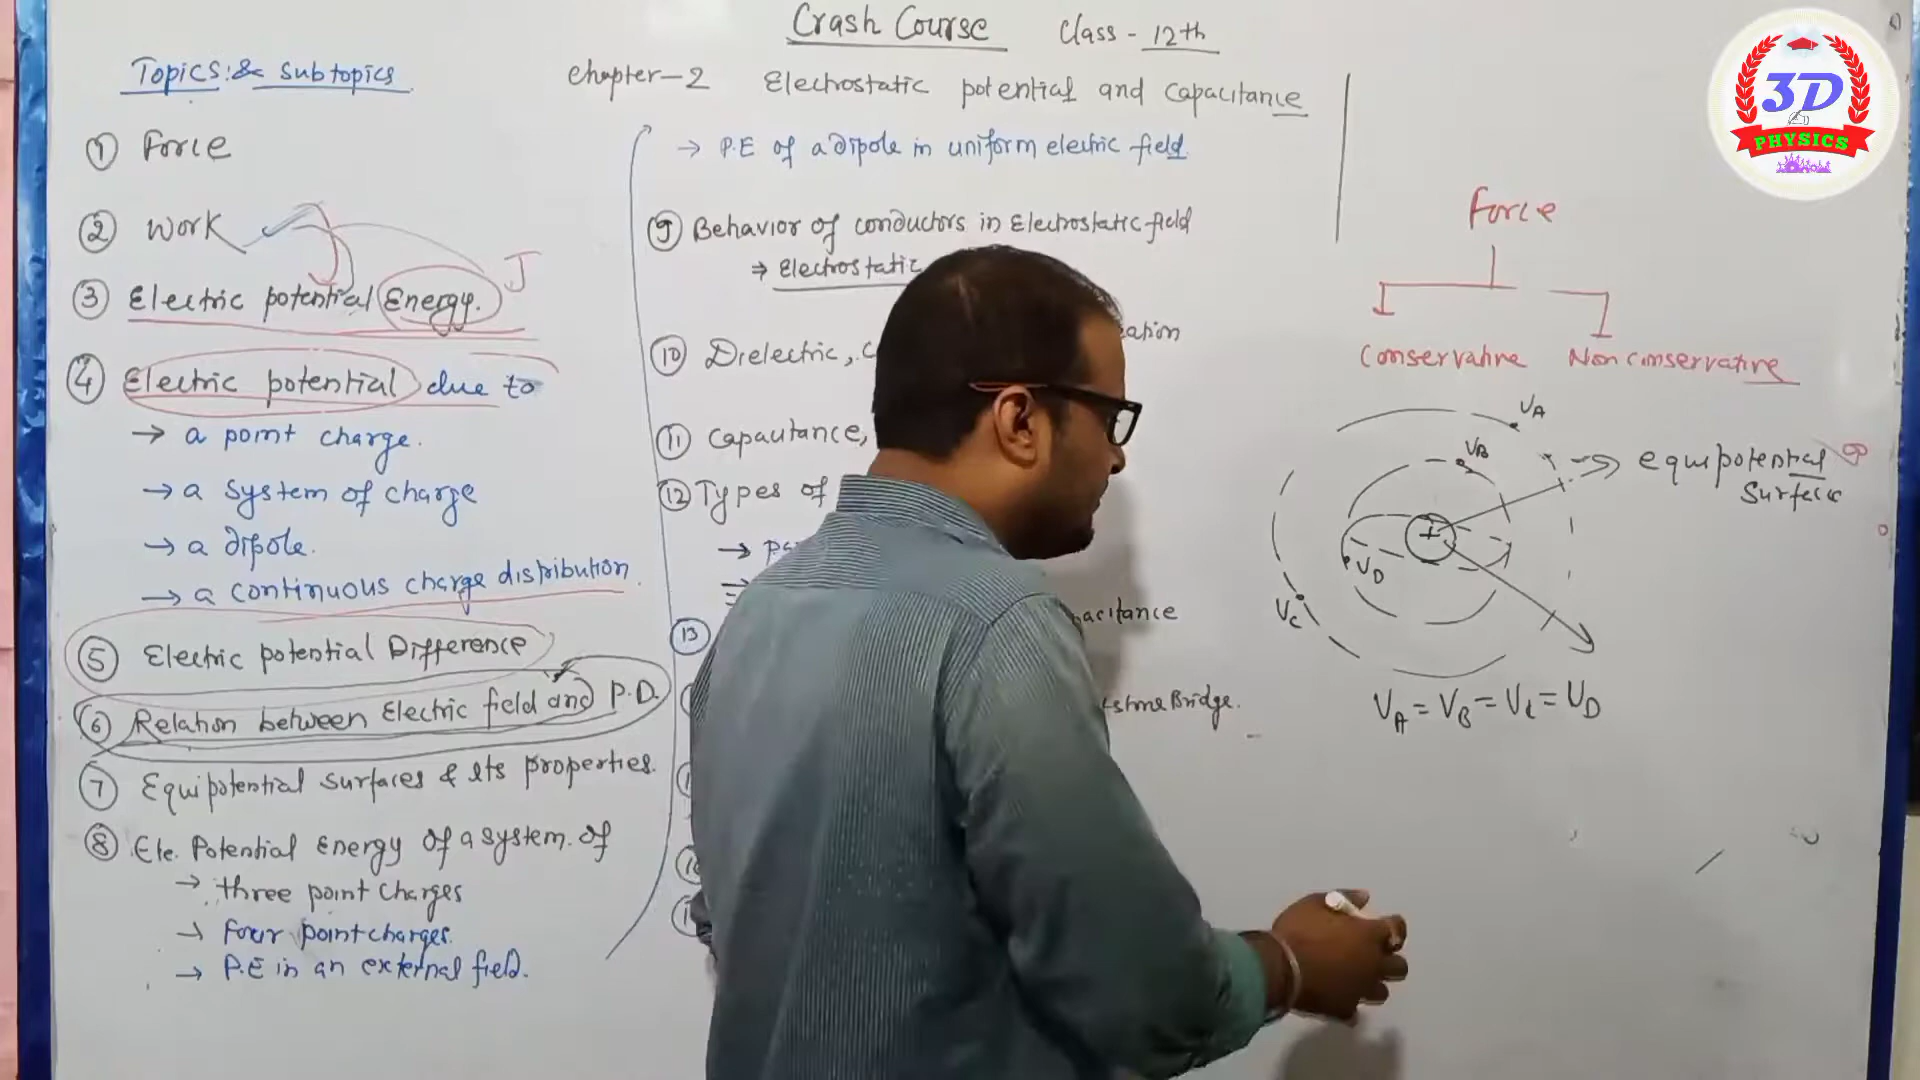 Crash Course Class - 12th
Topics:& Subtopics
Chapter-2 Electrostatic potential and capacitance
① Force
② Work
③ Electric potential Energy. J
④ Electric potential due to
→ a point charge.
→ a system of charge
→ a dipole.
→ a continuous charge distribution.
⑤ Electric potential Difference
⑥ Relation between Electric field and P.D.
⑦ Equipotential surfaces & its properties.
⑧ Ele. Potential Energy of a system of
→ three point charges
→ four point charges.
→ P.E in an external field.
→ P.E of a dipole in uniform electric field.
⑨ Behavior of conductors in Electrostatic field
⇒ Electrostatic
⑩ Dielectric,
⑪ Capacitance,
⑫ Types of
⑬
Bridge.
Force
Conservative Non conservative
VA
VB
equipotential
Surface
+
VD
VC
VA = VB = VC = VD
3D
PHYSICS